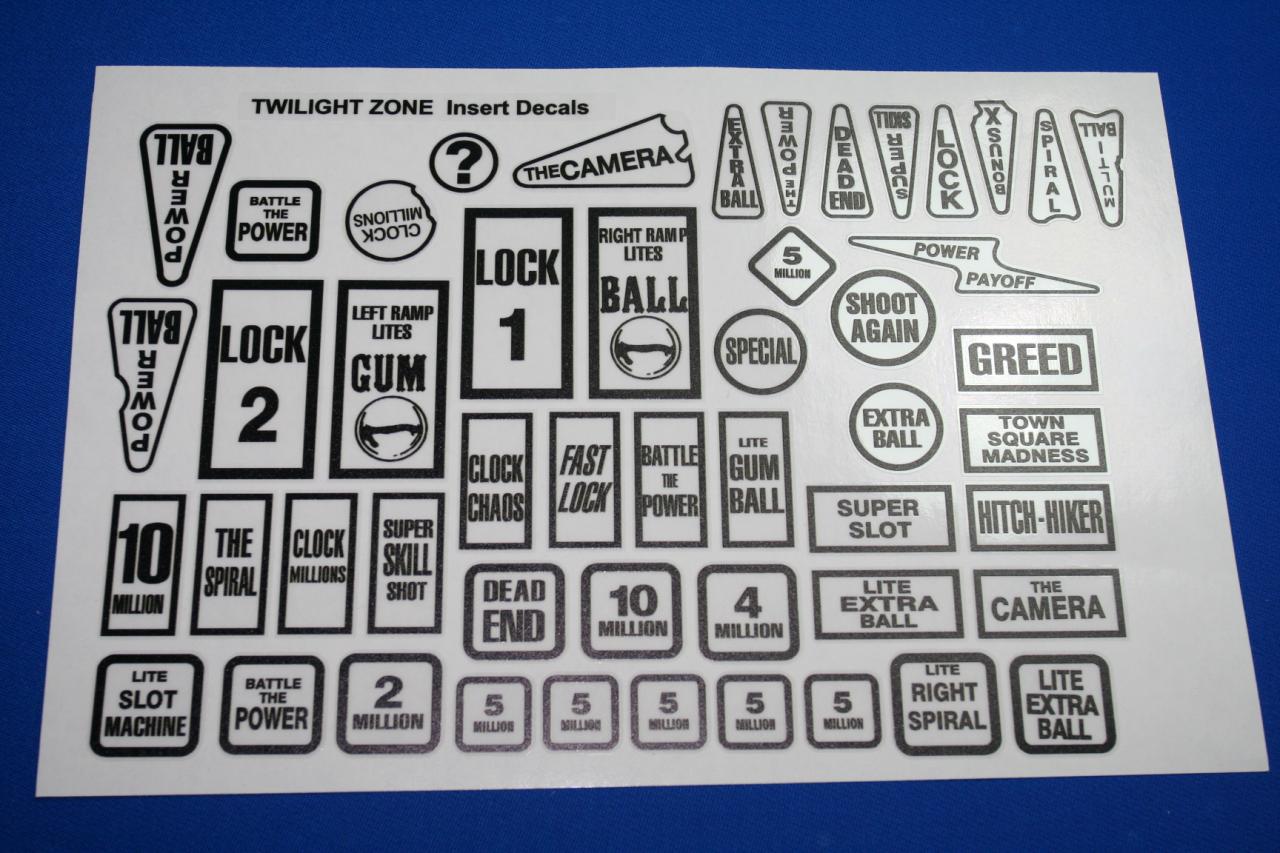 TWILIGHT ZONE Insert Decals
POWER
BALL
BATTLE
THE
POWER
CLOCK
MILLIONS
?
THE CAMERA
EXTRA
BALL
THE POWER
DEAD
END
SUPER
SKILL
LOCK
BONUS X
SPIRAL
MULTI
BALL
POWER
BALL
LOCK
2
LEFT RAMP
LITES
GUM
LOCK
1
RIGHT RAMP
LITES
BALL
5
MILLION
POWER
PAYOFF
SPECIAL
SHOOT
AGAIN
GREED
EXTRA
BALL
TOWN
SQUARE
MADNESS
CLOCK
CHAOS
FAST
LOCK
BATTLE
THE
POWER
LITE
GUM
BALL
10
MILLION
THE
SPIRAL
CLOCK
MILLIONS
SUPER
SKILL
SHOT
SUPER
SLOT
HITCH-HIKER
DEAD
END
10
MILLION
4
MILLION
LITE
EXTRA
BALL
THE
CAMERA
LITE
SLOT
MACHINE
BATTLE
THE
POWER
2
MILLION
5
MILLION
5
MILLION
5
MILLION
5
MILLION
5
MILLION
LITE
RIGHT
SPIRAL
LITE
EXTRA
BALL